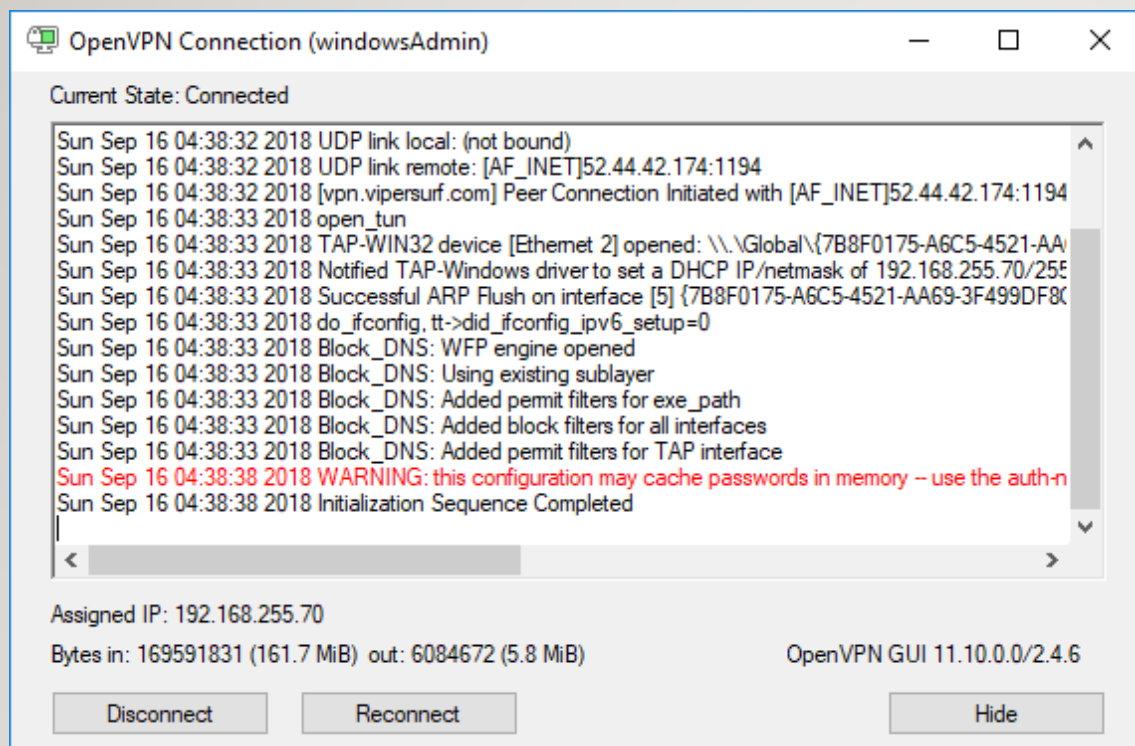 OpenVPN Connection (windowsAdmin)
Current State: Connected
Sun Sep 16 04:38:32 2018 UDP link local: (not bound)
Sun Sep 16 04:38:32 2018 UDP link remote: [AF_INET]52.44.42.174:1194
Sun Sep 16 04:38:32 2018 [vpn.vipersurf.com] Peer Connection Initiated with [AF_INET]52.44.42.174:1194
Sun Sep 16 04:38:33 2018 open_tun
Sun Sep 16 04:38:33 2018 TAP-WIN32 device [Ethernet 2] opened: \\.\Global\{7B8F0175-A6C5-4521-AA
Sun Sep 16 04:38:33 2018 Notified TAP-Windows driver to set a DHCP IP/netmask of 192.168.255.70/255
Sun Sep 16 04:38:33 2018 Successful ARP Flush on interface [5] {7B8F0175-A6C5-4521-AA69-3F499DF8
Sun Sep 16 04:38:33 2018 do_ifconfig, tt->did_ifconfig_ipv6_setup=0
Sun Sep 16 04:38:33 2018 Block_DNS: WFP engine opened
Sun Sep 16 04:38:33 2018 Block_DNS: Using existing sublayer
Sun Sep 16 04:38:33 2018 Block_DNS: Added permit filters for exe_path
Sun Sep 16 04:38:33 2018 Block_DNS: Added block filters for all interfaces
Sun Sep 16 04:38:33 2018 Block_DNS: Added permit filters for TAP interface
Sun Sep 16 04:38:38 2018 WARNING: this configuration may cache passwords in memory -- use the auth-n
Sun Sep 16 04:38:38 2018 Initialization Sequence Completed
Assigned IP: 192.168.255.70
Bytes in: 169591831 (161.7 MiB) out: 6084672 (5.8 MiB) OpenVPN GUI 11.10.0.0/2.4.6
Disconnect Reconnect Hide